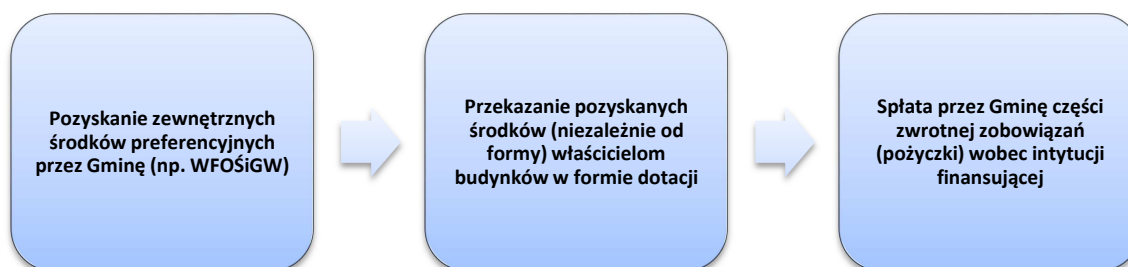 Pozyskanie zewnętrznych
środków preferencyjnych
przez Gminę (np. WFOŚiGW)
Przekazanie pozyskanych
środków (niezależnie od
formy) właścicielom
budynków w formie dotacji
Spłata przez Gminę części
zwrotnej zobowiązań
(pożyczki) wobec intytucji
finansującej